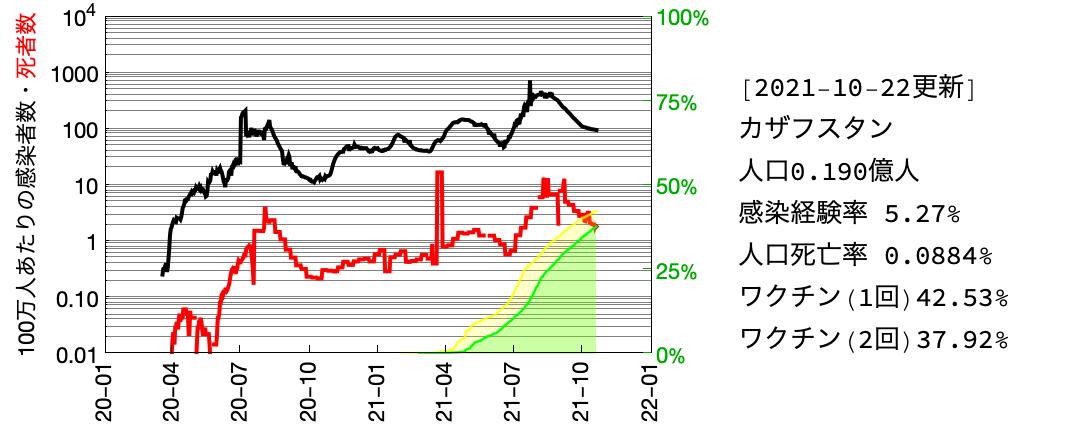 100万人あたりの感染者数・死者数
10^4
1000
100
10
1
0.1
0.10
0.01
100%
75%
50%
25%
0%
20-01
20-04
20-07
20-10
21-01
21-04
21-07
21-10
22-01
[2021-10-22更新]
カザフスタン
人口0.190億人
感染経験率 5.27%
人口死亡率 0.0884%
ワクチン(1回)42.53%
ワクチン(2回)37.92%